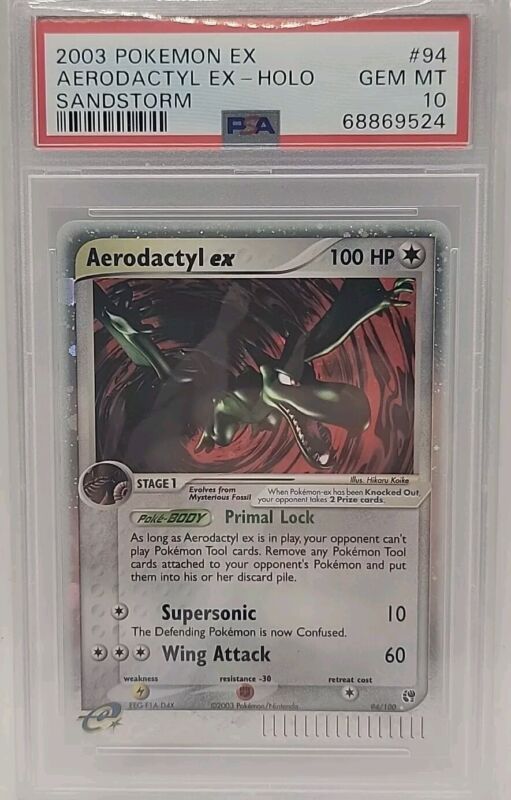 2003 POKEMON EX #94
AERODACTYL EX - HOLO GEM MT
SANDSTORM 10
PSA 68869524
Aerodactyl ex 100 HP
Illus. Hikaru Koike
STAGE 1 Evolves from
Mysterious Fossil
When Pokémon-ex has been Knocked Out,
your opponent takes 2 Prize cards.
Poké-BODY Primal Lock
As long as Aerodactyl ex is in play, your opponent can't
play Pokémon Tool cards. Remove any Pokémon Tool
cards attached to your opponent's Pokémon and put
them into his or her discard pile.
Supersonic 10
The Defending Pokémon is now Confused.
Wing Attack 60
weakness resistance -30 retreat cost
EEG-F1A-D4X ©2003 Pokémon/Nintendo 94/100
e